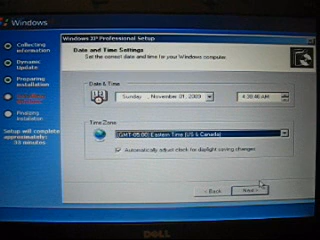 Windows
Windows XP Professional Setup
Collecting
information
Dynamic
Update
Preparing
installation
Installing
Windows
Finalizing
installation
Setup will complete
approximately:
33 minutes
Date and Time Settings
Set the correct date and time for your Windows computer.
Date & Time
Sunday , November 01, 2009
4:38:46 AM
Time Zone
(GMT-05:00) Eastern Time (US & Canada)
Automatically adjust clock for daylight saving changes
< Back
Next >
DELL